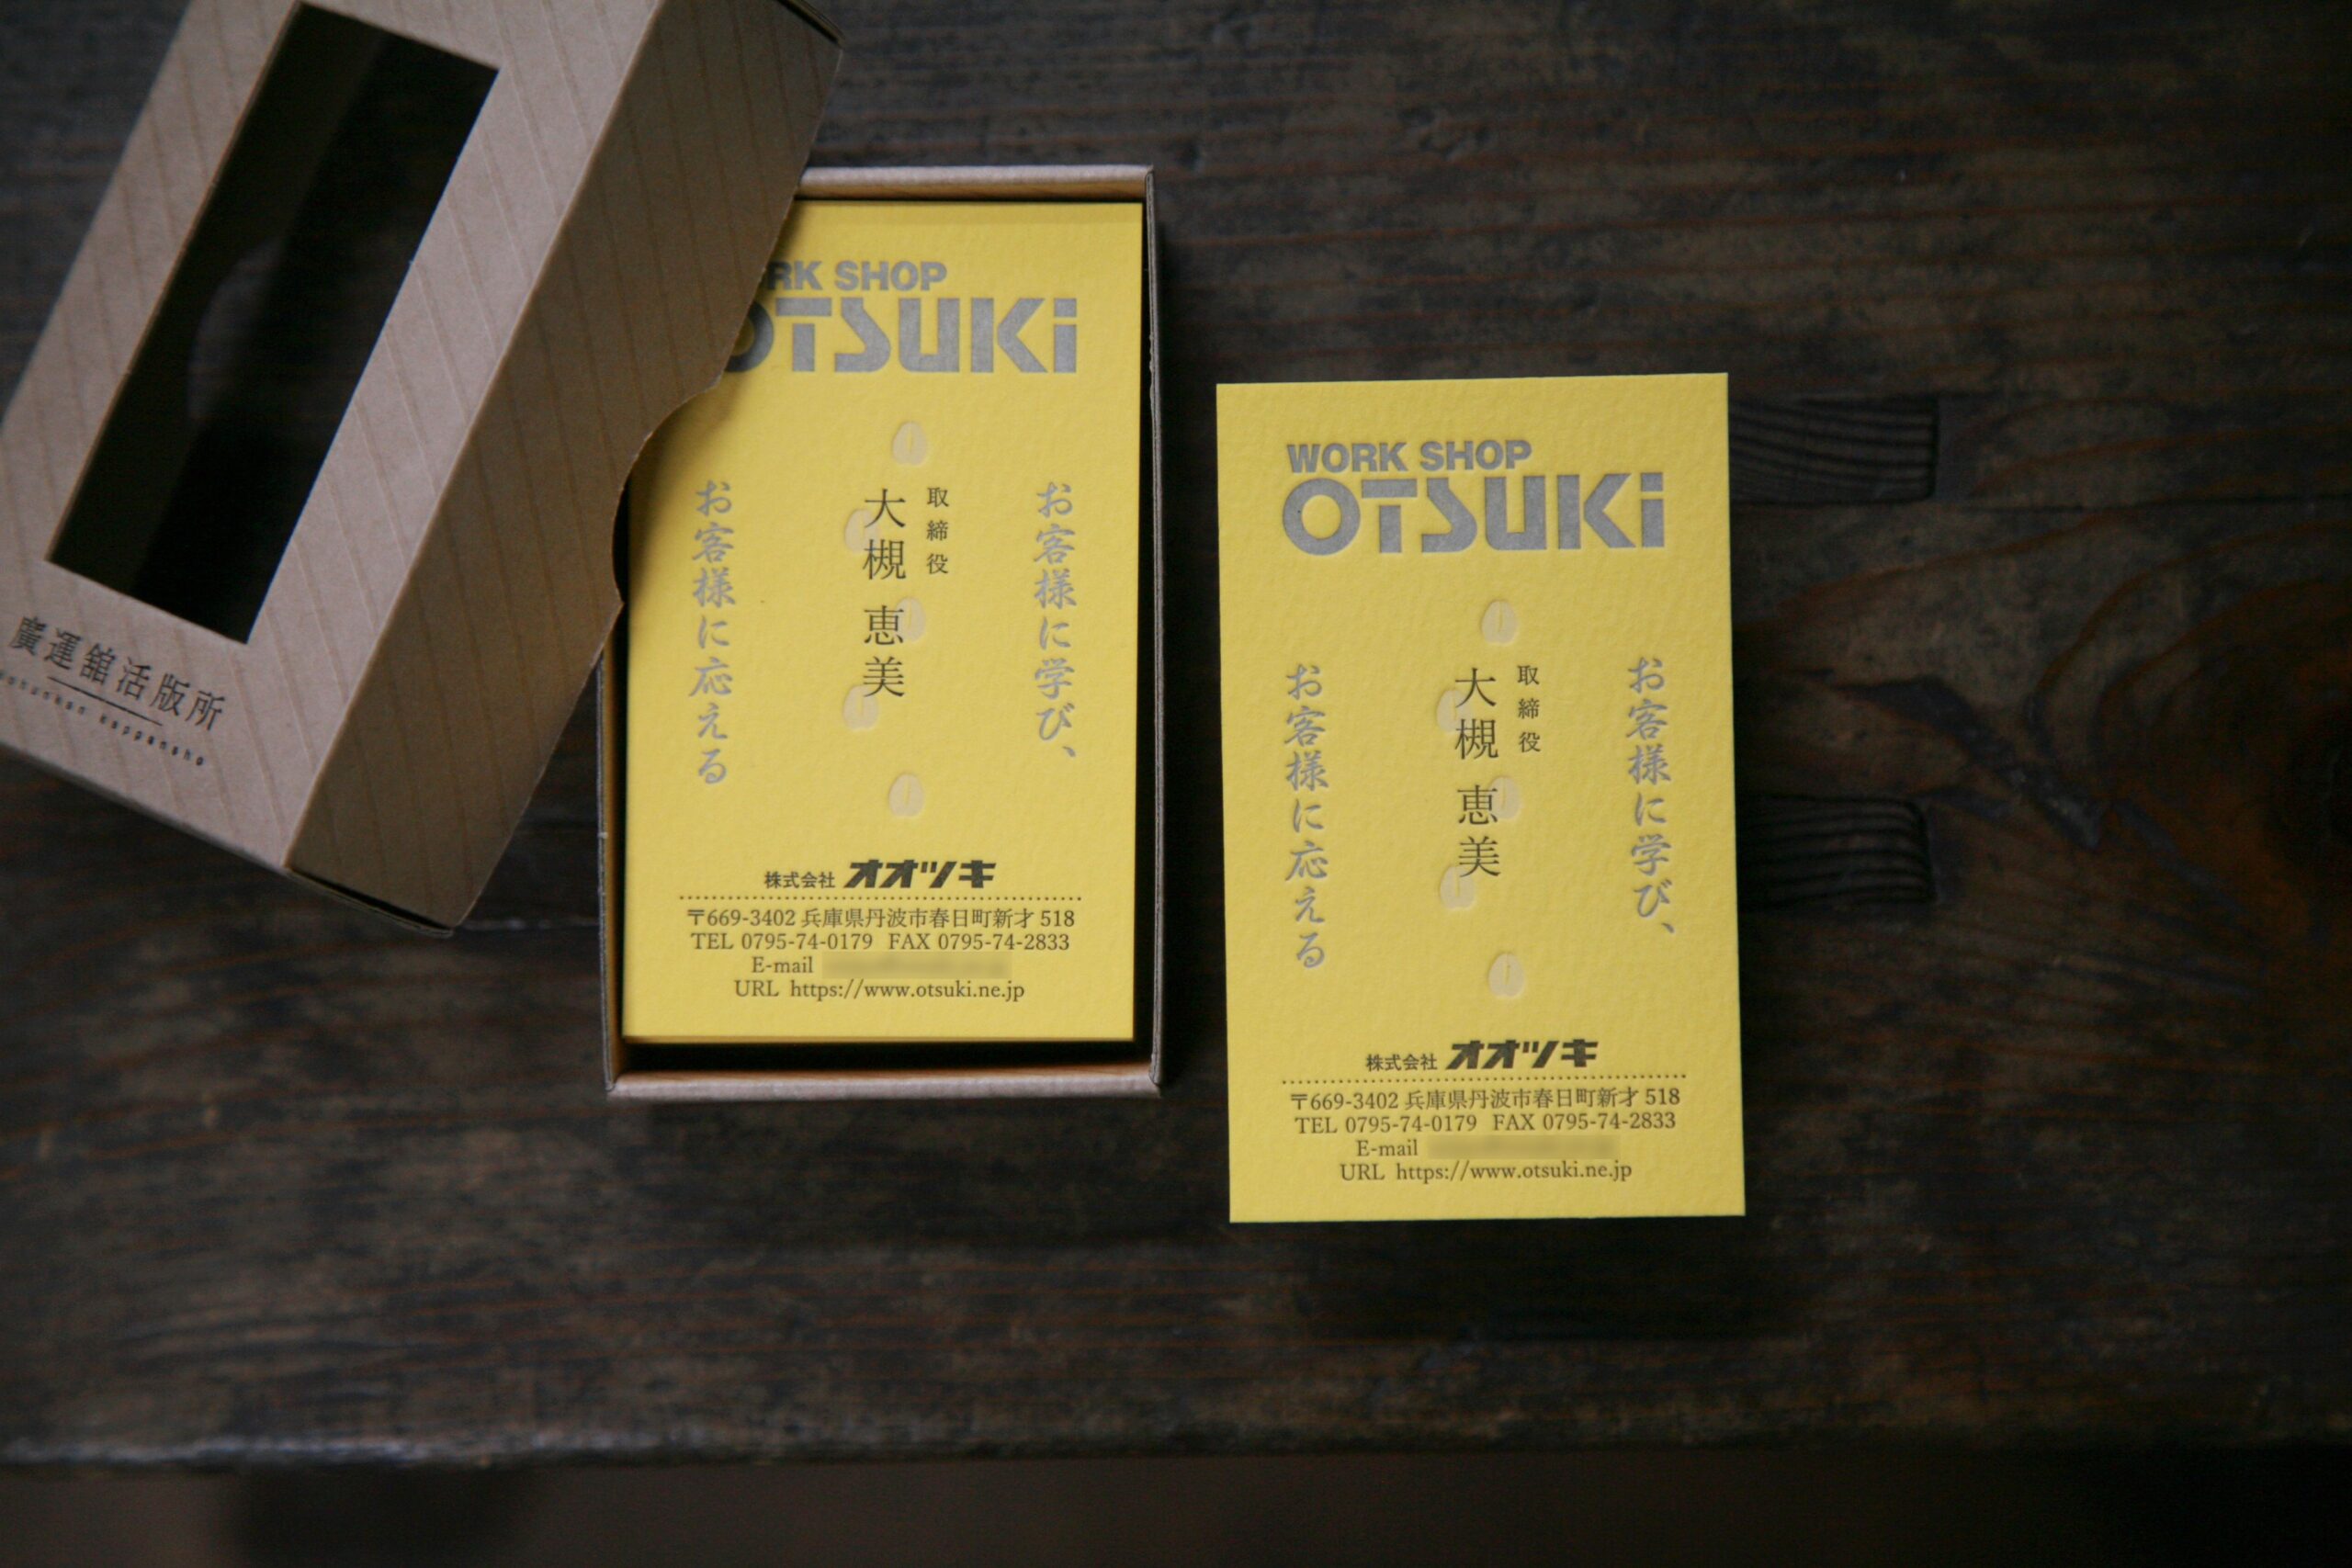 廣運舘活版所
RK SHOP
OTSUKi
お客様に学び、
取締役
大槻 恵美
お客様に応える
株式会社 オオツキ
〒669-3402 兵庫県丹波市春日町新才 518
TEL 0795-74-0179 FAX 0795-74-2833
E-mail
URL https://www.otsuki.ne.jp
WORK SHOP
OTSUKi
お客様に学び、
取締役
大槻 恵美
お客様に応える
株式会社 オオツキ
〒669-3402 兵庫県丹波市春日町新才 518
TEL 0795-74-0179 FAX 0795-74-2833
E-mail
URL https://www.otsuki.ne.jp